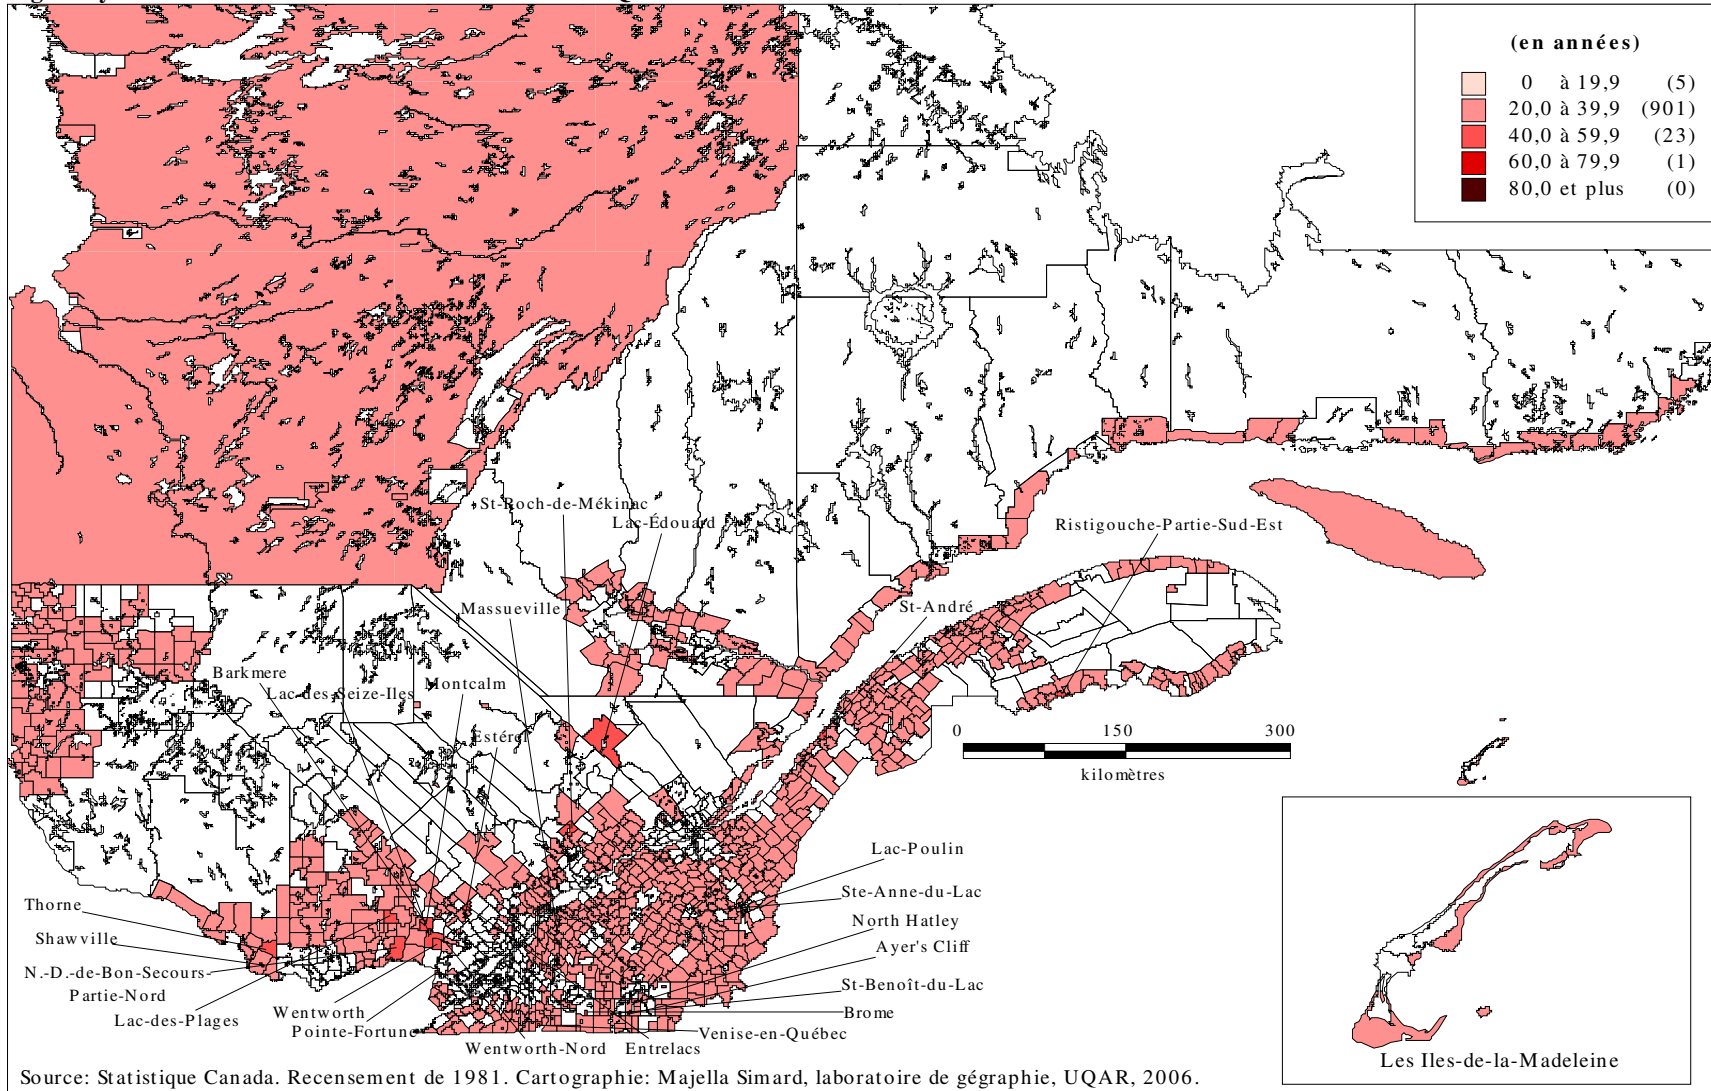 (en années)
0 à 19,9 (5)
20,0 à 39,9 (901)
40,0 à 59,9 (23)
60,0 à 79,9 (1)
80,0 et plus (0)
St-Roch-de-Mékinac
Lac-Édouard
Ristigouche-Partie-Sud-Est
Massueville
St-André
Barkmere
Lac-des-Seize-Iles
Montcalm
Estérel
0 150 300
kilomètres
Lac-Poulin
Ste-Anne-du-Lac
North Hatley
Ayer's Cliff
St-Benoît-du-Lac
Brome
Venise-en-Québec
Thorne
Shawville
N.-D.-de-Bon-Secours-
Partie-Nord
Lac-des-Plages
Wentworth
Pointe-Fortune
Wentworth-Nord
Entrelacs
Les Iles-de-la-Madeleine
Source: Statistique Canada. Recensement de 1981. Cartographie: Majella Simard, laboratoire de gégraphie, UQAR, 2006.